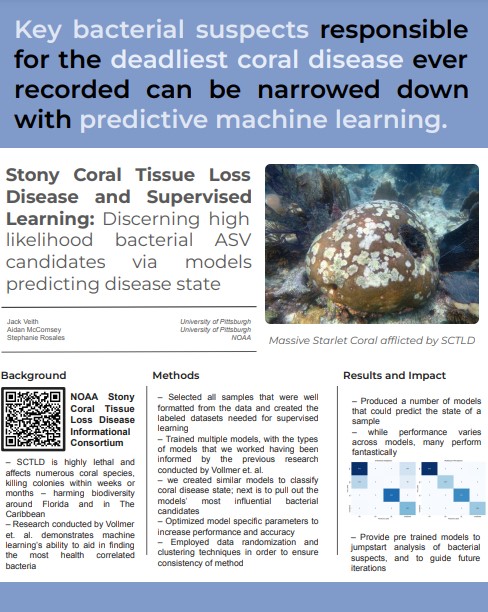 Key bacterial suspects responsible
for the deadliest coral disease ever
recorded can be narrowed down
with predictive machine learning.
Stony Coral Tissue Loss
Disease and Supervised
Learning: Discerning high
likelihood bacterial ASV
candidates via models
predicting disease state
Jack Veith University of Pittsburgh
Aidan McComsey University of Pittsburgh
Stephanie Rosales NOAA
Massive Starlet Coral afflicted by SCTLD
Background
NOAA Stony
Coral Tissue
Loss Disease
Informational
Consortium
– SCTLD is highly lethal and
affects numerous coral species,
killing colonies within weeks or
months – harming biodiversity
around Florida and in The
Caribbean
– Research conducted by Vollmer
et. al. demonstrates machine
learning's ability to aid in finding
the most health correlated
bacteria
Methods
– Selected all samples that were well
formatted from the data and created the
labeled datasets needed for supervised
learning
– Trained multiple models, with the types
of models that we worked having been
informed by the previous research
conducted by Vollmer et. al.
– we created similar models to classify
coral disease state; next is to pull out the
models' most influential bacterial
candidates
– Optimized model specific parameters to
increase performance and accuracy
– Employed data randomization and
clustering techniques in order to ensure
consistency of method
Results and Impact
– Produced a number of models
that could predict the state of a
sample
– while performance varies
across models, many perform
fantastically
– Provide pre trained models to
jumpstart analysis of bacterial
suspects, and to guide future
iterations